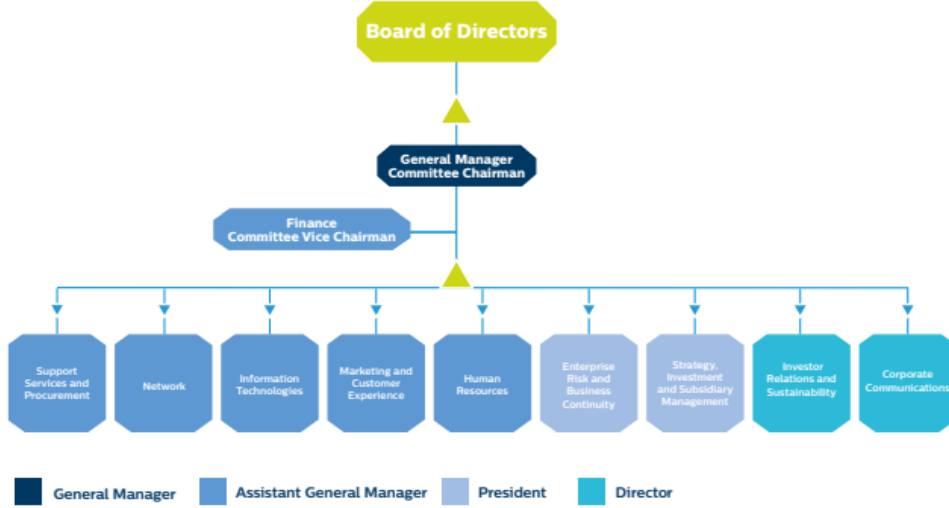 Board of Directors
General Manager
Committee Chairman
Finance
Committee Vice Chairman
Support
Services and
Procurement
Network
Information
Technologies
Marketing and
Customer
Experience
Human
Resources
Enterprise
Risk and
Business
Continuity
Strategy,
Investment
and Subsidiary
Management
Investor
Relations and
Sustainability
Corporate
Communications
General Manager
Assistant General Manager
President
Director